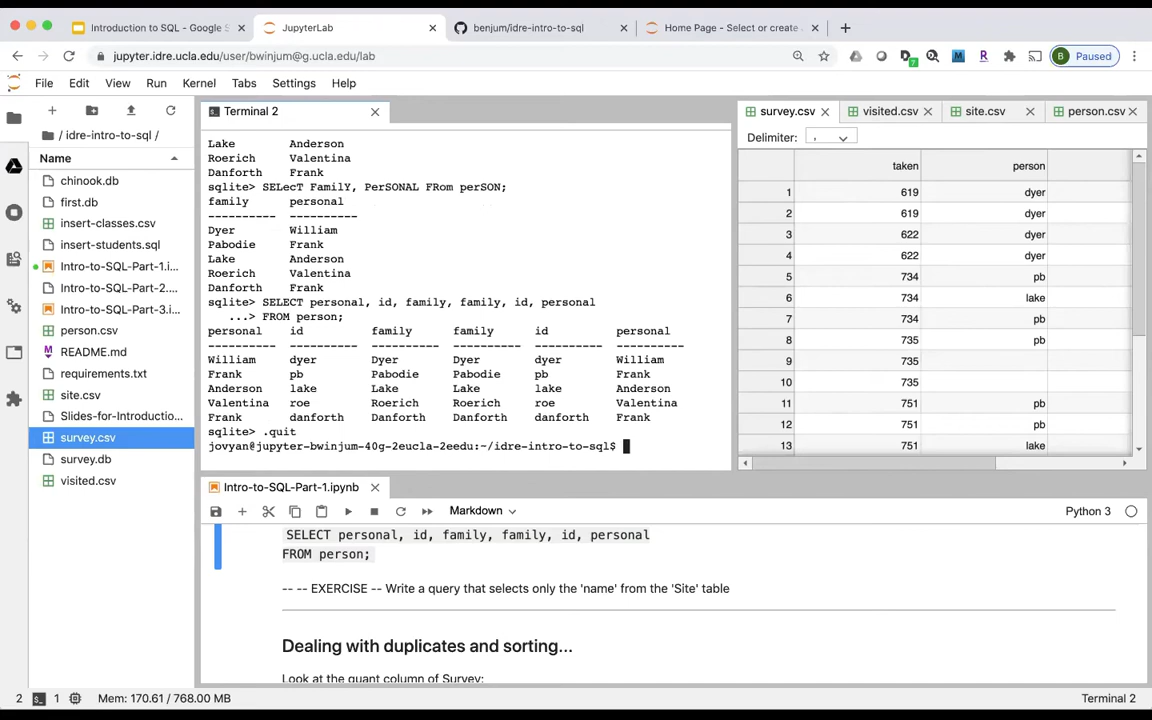 Introduction to SQL - Google S
JupyterLab
benjum/idre-intro-to-sql
Home Page - Select or create
jupyter.idre.ucla.edu/user/bwinjum@g.ucla.edu/lab
7
M
R
B
Paused
File Edit View Run Kernel Tabs Settings Help
/ idre-intro-to-sql /
Name
chinook.db
first.db
insert-classes.csv
insert-students.sql
Intro-to-SQL-Part-1.i...
Intro-to-SQL-Part-2....
Intro-to-SQL-Part-3.i...
person.csv
README.md
requirements.txt
site.csv
Slides-for-Introductio...
survey.csv
survey.db
visited.csv
Terminal 2
Lake Anderson
Roerich Valentina
Danforth Frank
sqlite> SELecT FamilY, PerSONAL FRom perSON;
family personal
---------- ----------
Dyer William
Pabodie Frank
Lake Anderson
Roerich Valentina
Danforth Frank
sqlite> SELECT personal, id, family, family, id, personal
...> FROM person;
personal id family family id personal
---------- ---------- ---------- ---------- ---------- ----------
William dyer Dyer Dyer dyer William
Frank pb Pabodie Pabodie pb Frank
Anderson lake Lake Lake lake Anderson
Valentina roe Roerich Roerich roe Valentina
Frank danforth Danforth Danforth danforth Frank
sqlite> .quit
jovyan@jupyter-bwinjum-40g-2eucla-2eedu:~/idre-intro-to-sql$
survey.csv
visited.csv
site.csv
person.csv
Delimiter: ,
taken person
1 619 dyer
2 619 dyer
3 622 dyer
4 622 dyer
5 734 pb
6 734 lake
7 734 pb
8 735 pb
9 735
10 735
11 751 pb
12 751 pb
13 751 lake
Intro-to-SQL-Part-1.ipynb
Markdown
Python 3
SELECT personal, id, family, family, id, personal
FROM person;
-- -- EXERCISE -- Write a query that selects only the 'name' from the 'Site' table
Dealing with duplicates and sorting...
Look at the quant column of Survey:
2
1
Mem: 170.61 / 768.00 MB
Terminal 2